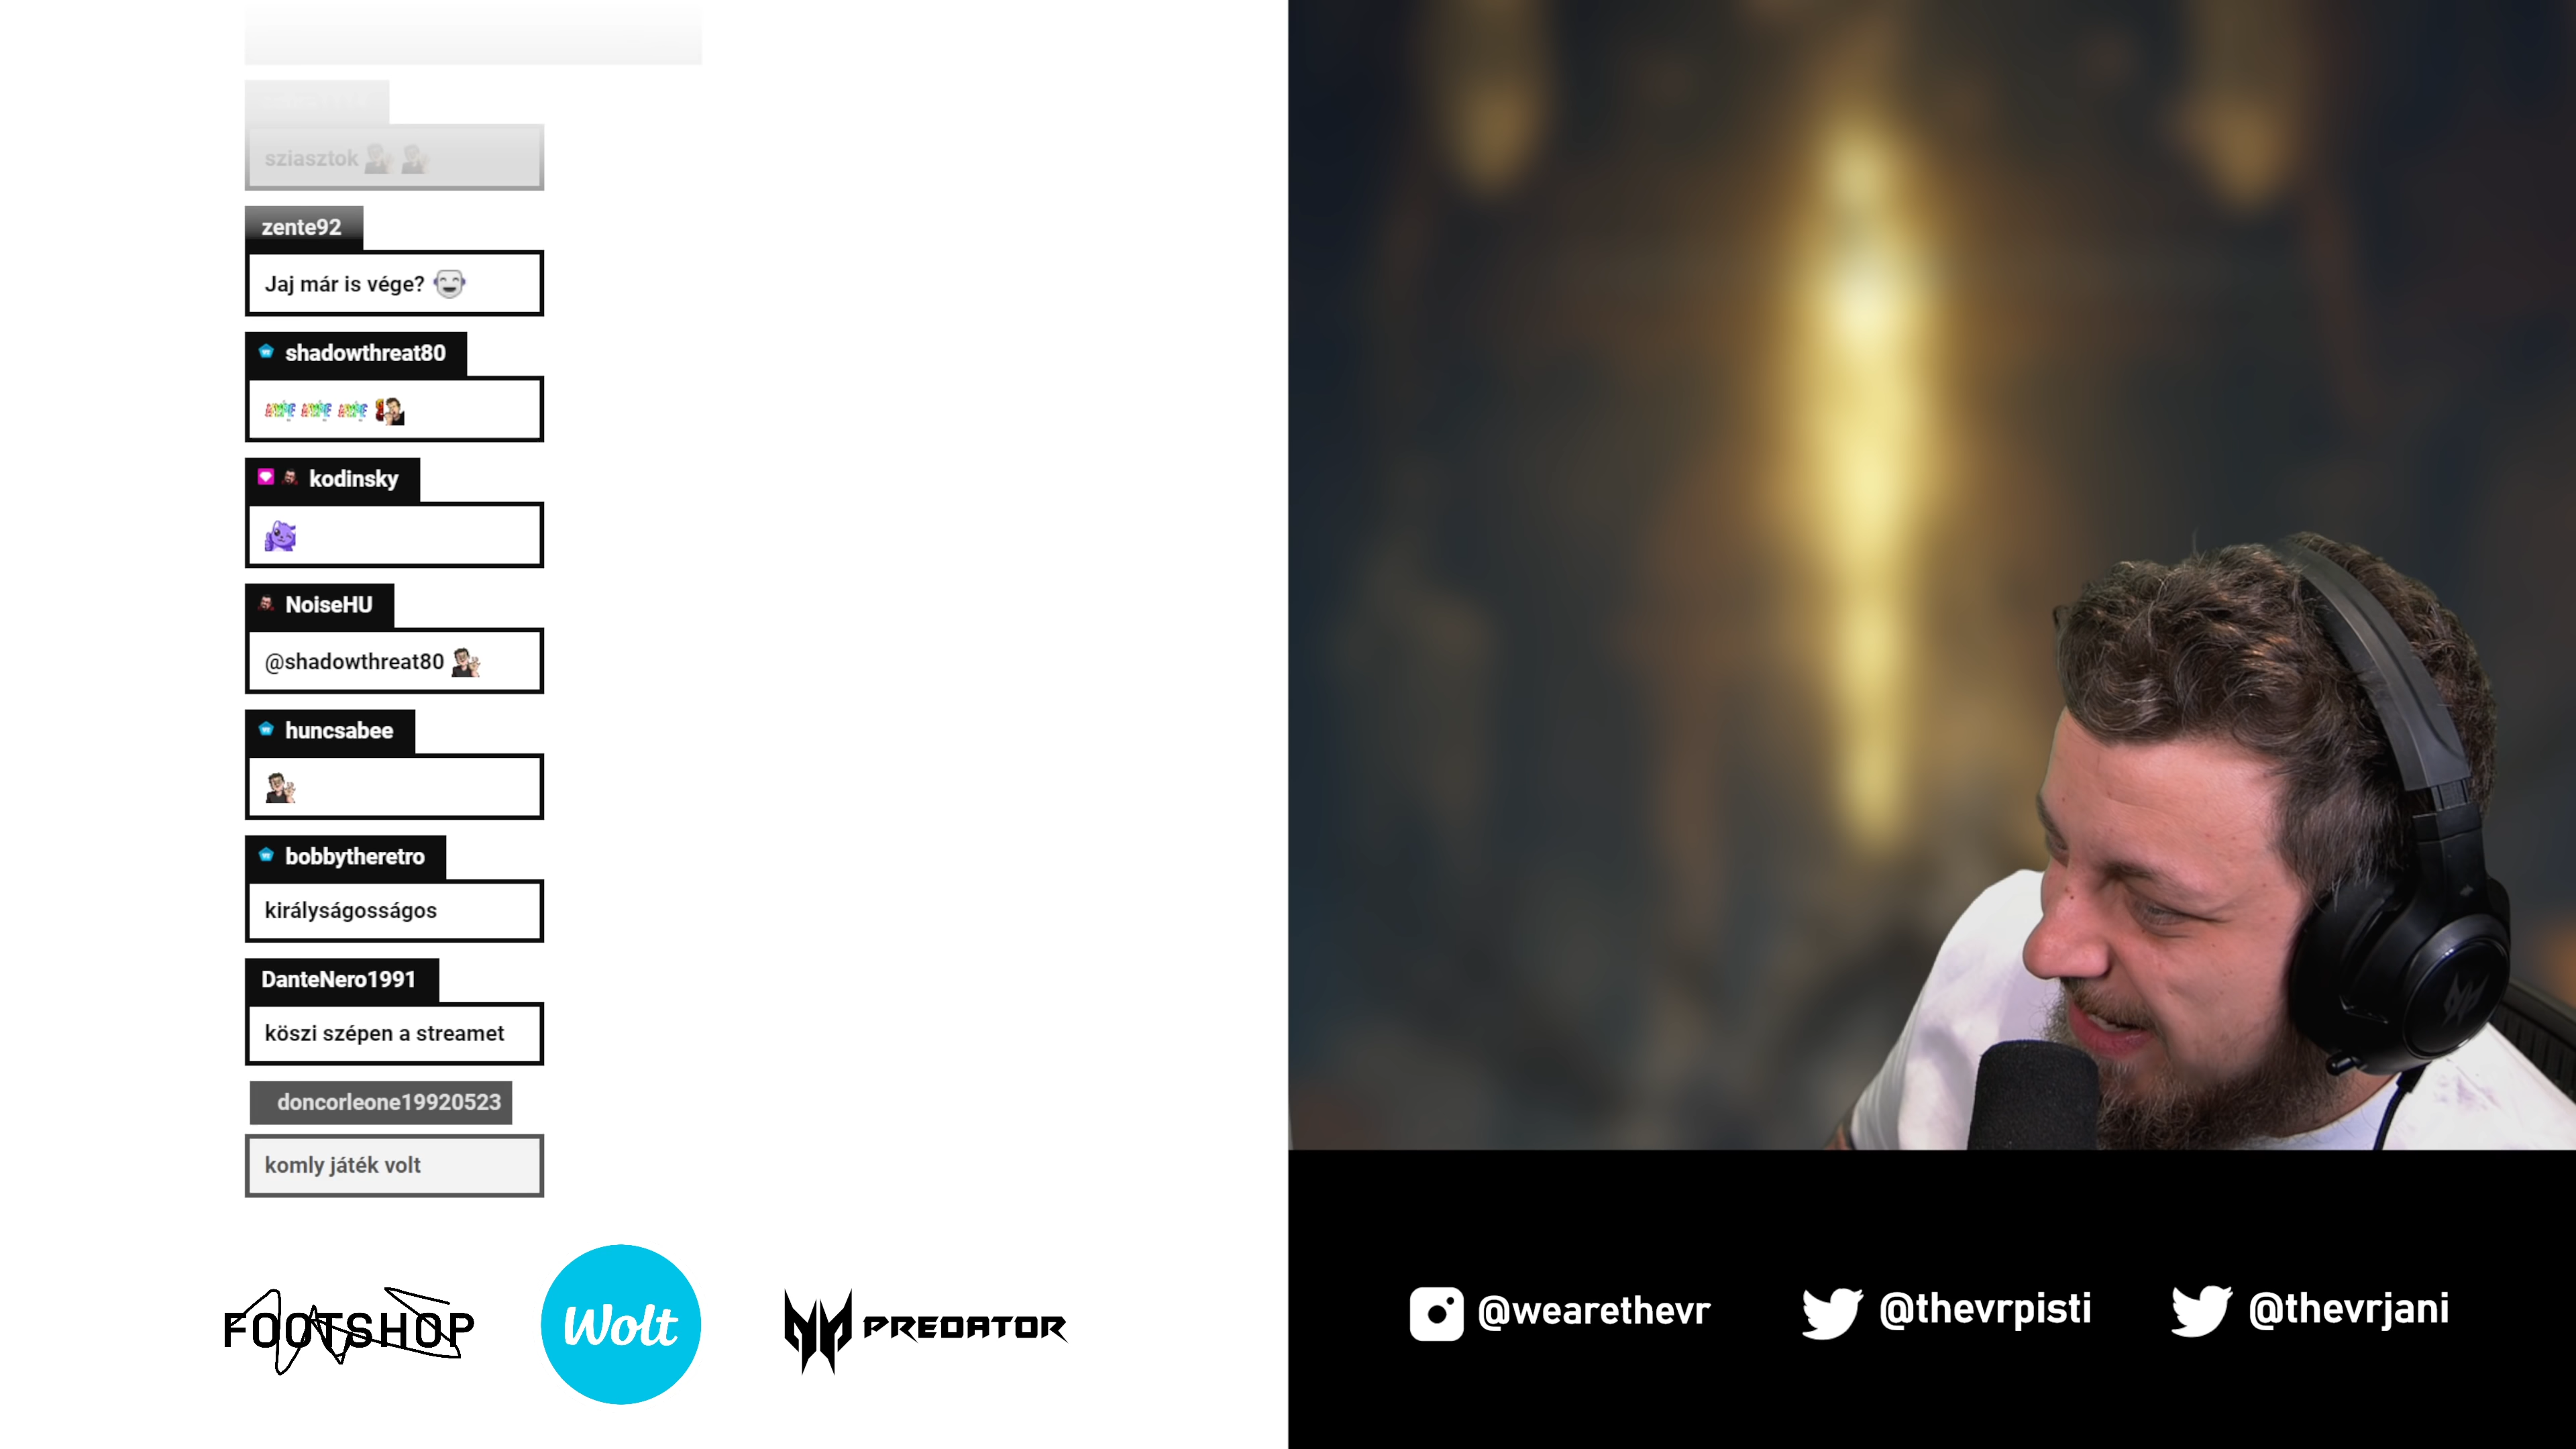 sziasztok
zente92
Jaj már is vége?
shadowthreat80
kodinsky
NoiseHU
@shadowthreat80
huncsabee
bobbytheretro
királyságosságos
DanteNero1991
köszi szépen a streamet
doncorleone19920523
komly játék volt
FOOTSHOP
Wolt
PREDATOR
@wearethevr
@thevrpisti
@thevrjani